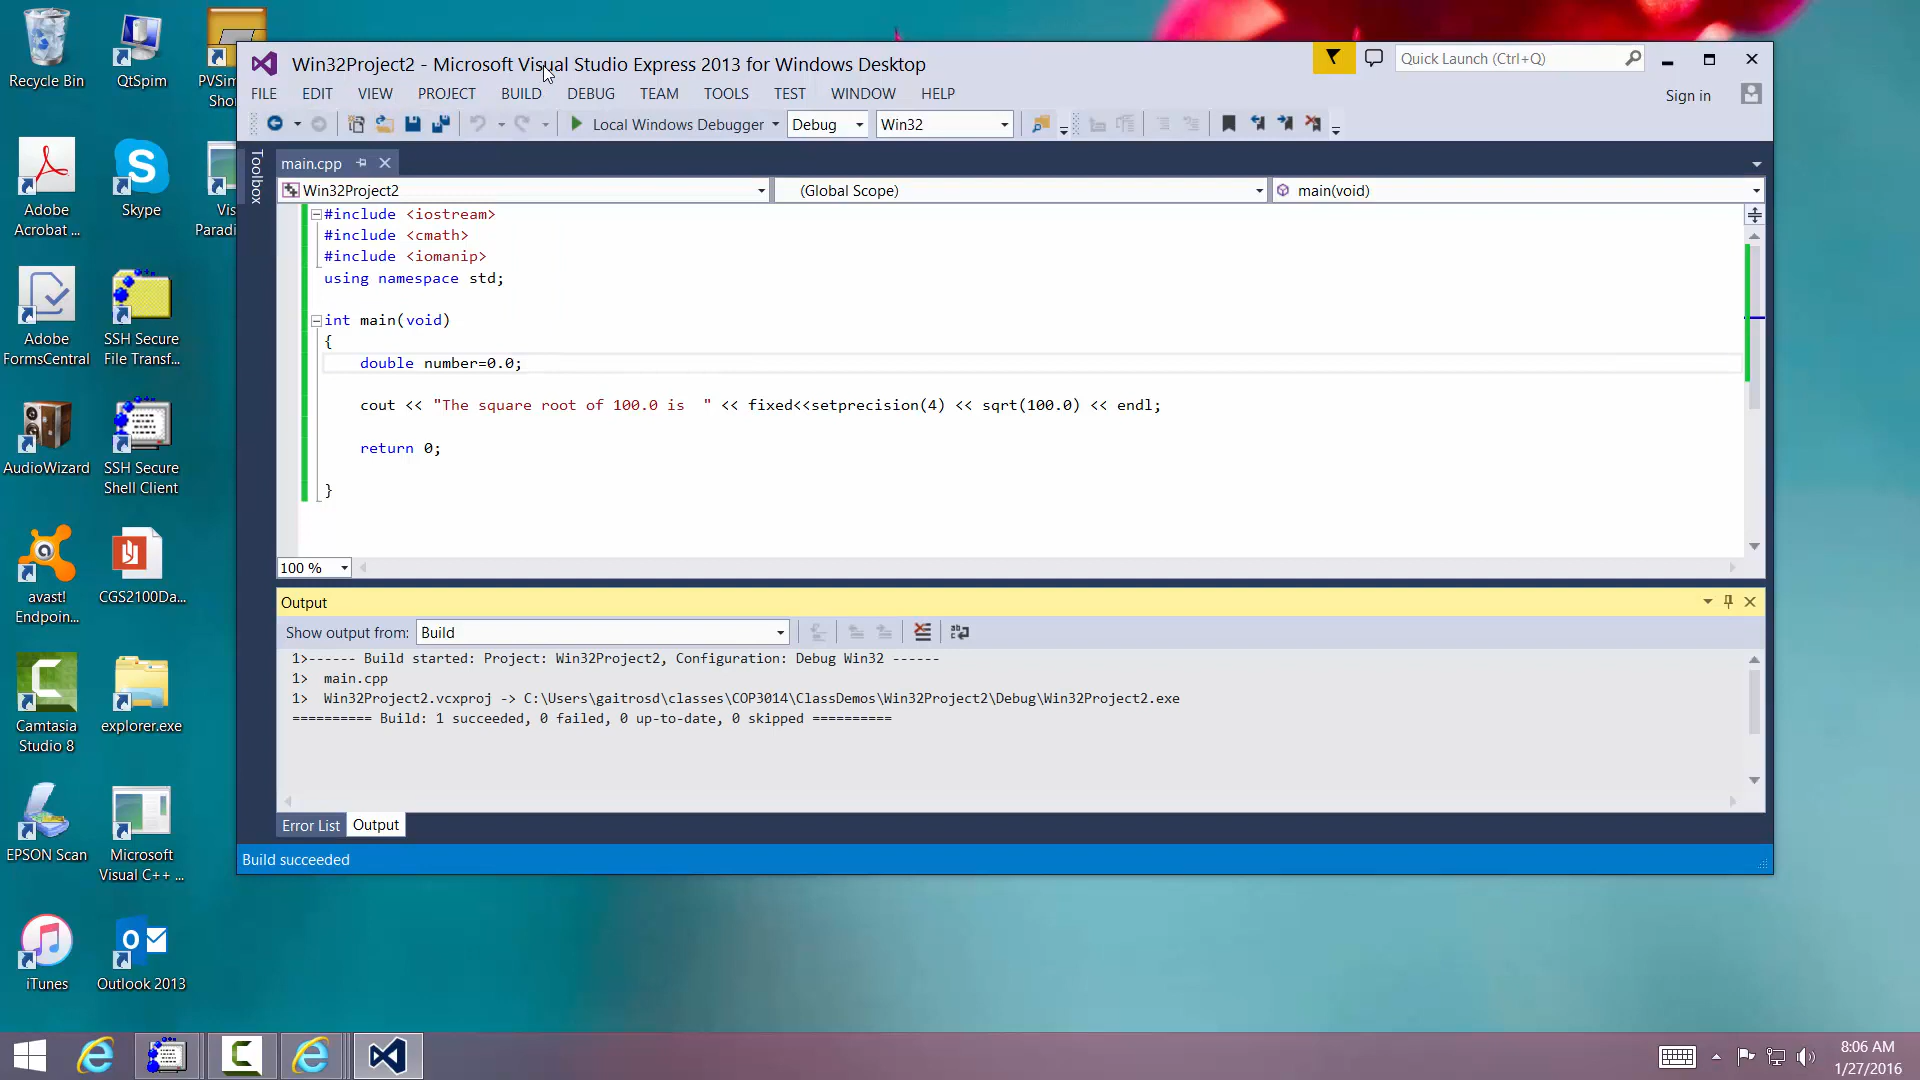 Recycle Bin
QtSpim
PVSim
Shor
Adobe
Acrobat ...
Skype
Vis
Paradi
Adobe
FormsCentral
SSH Secure
File Transf...
AudioWizard
SSH Secure
Shell Client
avast!
Endpoin...
CGS2100Da...
Camtasia
Studio 8
explorer.exe
EPSON Scan
Microsoft
Visual C++ ...
iTunes
Outlook 2013
Win32Project2 - Microsoft Visual Studio Express 2013 for Windows Desktop
Quick Launch (Ctrl+Q)
FILE EDIT VIEW PROJECT BUILD DEBUG TEAM TOOLS TEST WINDOW HELP
Sign in
Local Windows Debugger Debug Win32
Toolbox
main.cpp
Win32Project2 (Global Scope) main(void)
#include <iostream>
#include <cmath>
#include <iomanip>
using namespace std;
int main(void)
{
double number=0.0;
cout << "The square root of 100.0 is  " << fixed<<setprecision(4) << sqrt(100.0) << endl;
return 0;
}
100 %
Output
Show output from: Build
1>------ Build started: Project: Win32Project2, Configuration: Debug Win32 ------
1>  main.cpp
1>  Win32Project2.vcxproj -> C:\Users\gaitrosd\classes\COP3014\ClassDemos\Win32Project2\Debug\Win32Project2.exe
========== Build: 1 succeeded, 0 failed, 0 up-to-date, 0 skipped ==========
Error List Output
Build succeeded
8:06 AM
1/27/2016